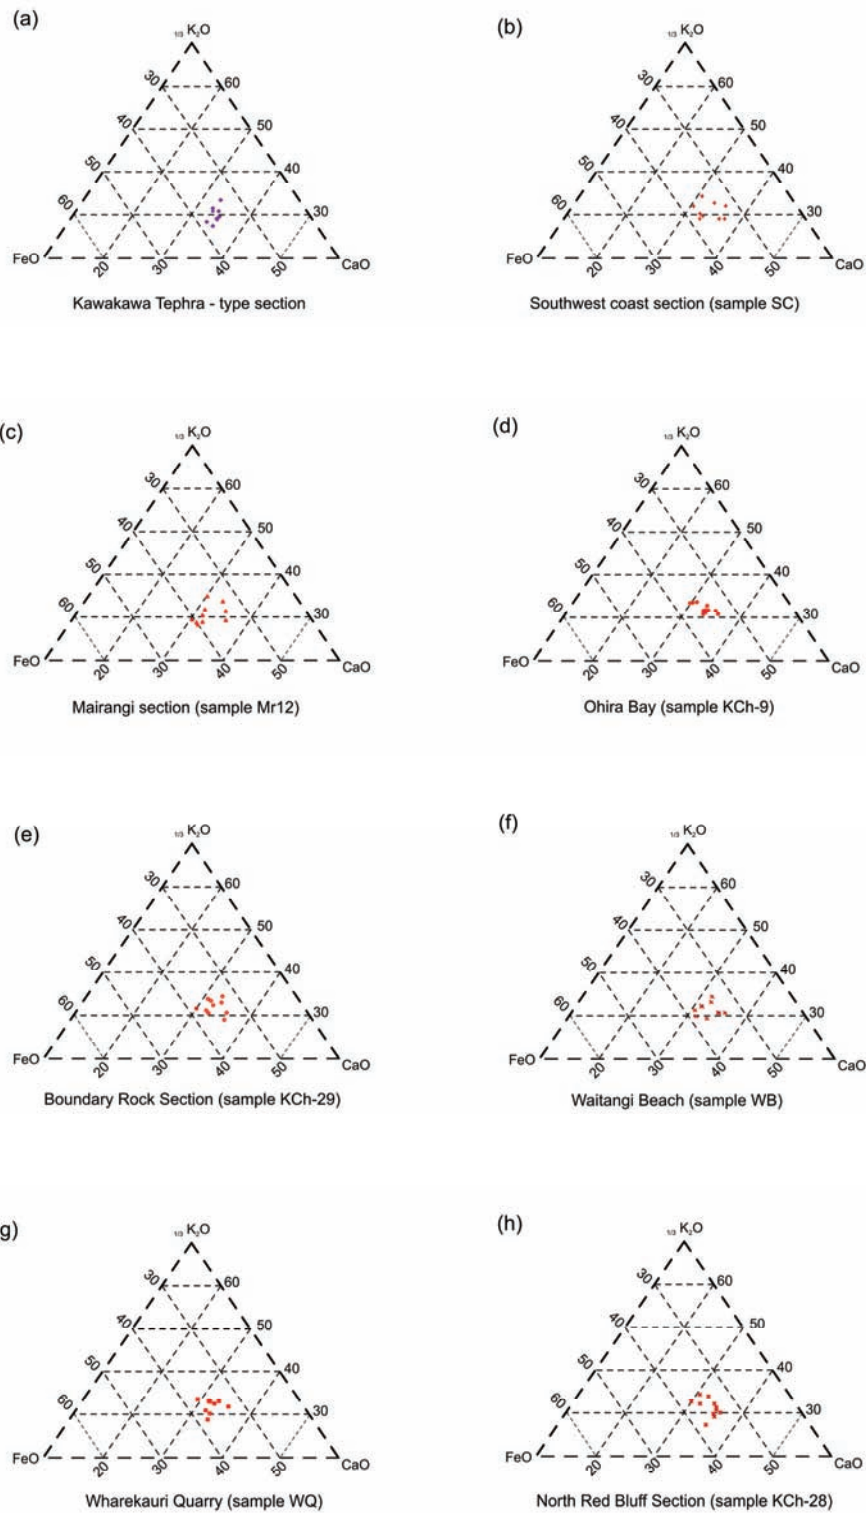 (a)
1/3 K2O
30 60
40 50
50 40
60 30
FeO CaO
20 30 40 50
Kawakawa Tephra - type section
(b)
1/3 K2O
30 60
40 50
50 40
60 30
FeO CaO
20 30 40 50
Southwest coast section (sample SC)
(c)
1/3 K2O
30 60
40 50
50 40
60 30
FeO CaO
20 30 40 50
Mairangi section (sample Mr12)
(d)
1/3 K2O
30 60
40 50
50 40
60 30
FeO CaO
20 30 40 50
Ohira Bay (sample KCh-9)
(e)
1/3 K2O
30 60
40 50
50 40
60 30
FeO CaO
20 30 40 50
Boundary Rock Section (sample KCh-29)
(f)
1/3 K2O
30 60
40 50
50 40
60 30
FeO CaO
20 30 40 50
Waitangi Beach (sample WB)
g)
1/3 K2O
30 60
40 50
50 40
60 30
FeO CaO
20 30 40 50
Wharekauri Quarry (sample WQ)
(h)
1/3 K2O
30 60
40 50
50 40
60 30
FeO CaO
20 30 40 50
North Red Bluff Section (sample KCh-28)